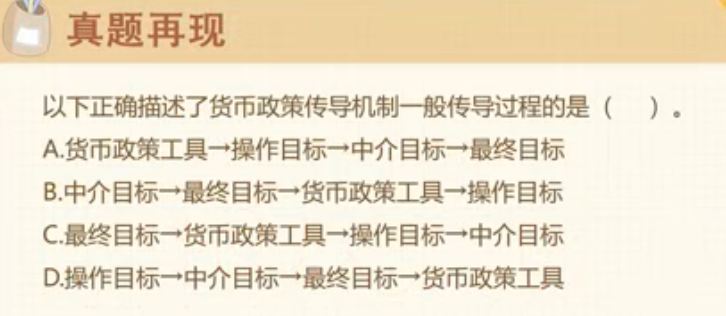 真题再现
以下正确描述了货币政策传导机制一般传导过程的是（　）。
A.货币政策工具→操作目标→中介目标→最终目标
B.中介目标→最终目标→货币政策工具→操作目标
C.最终目标→货币政策工具→操作目标→中介目标
D.操作目标→中介目标→最终目标→货币政策工具